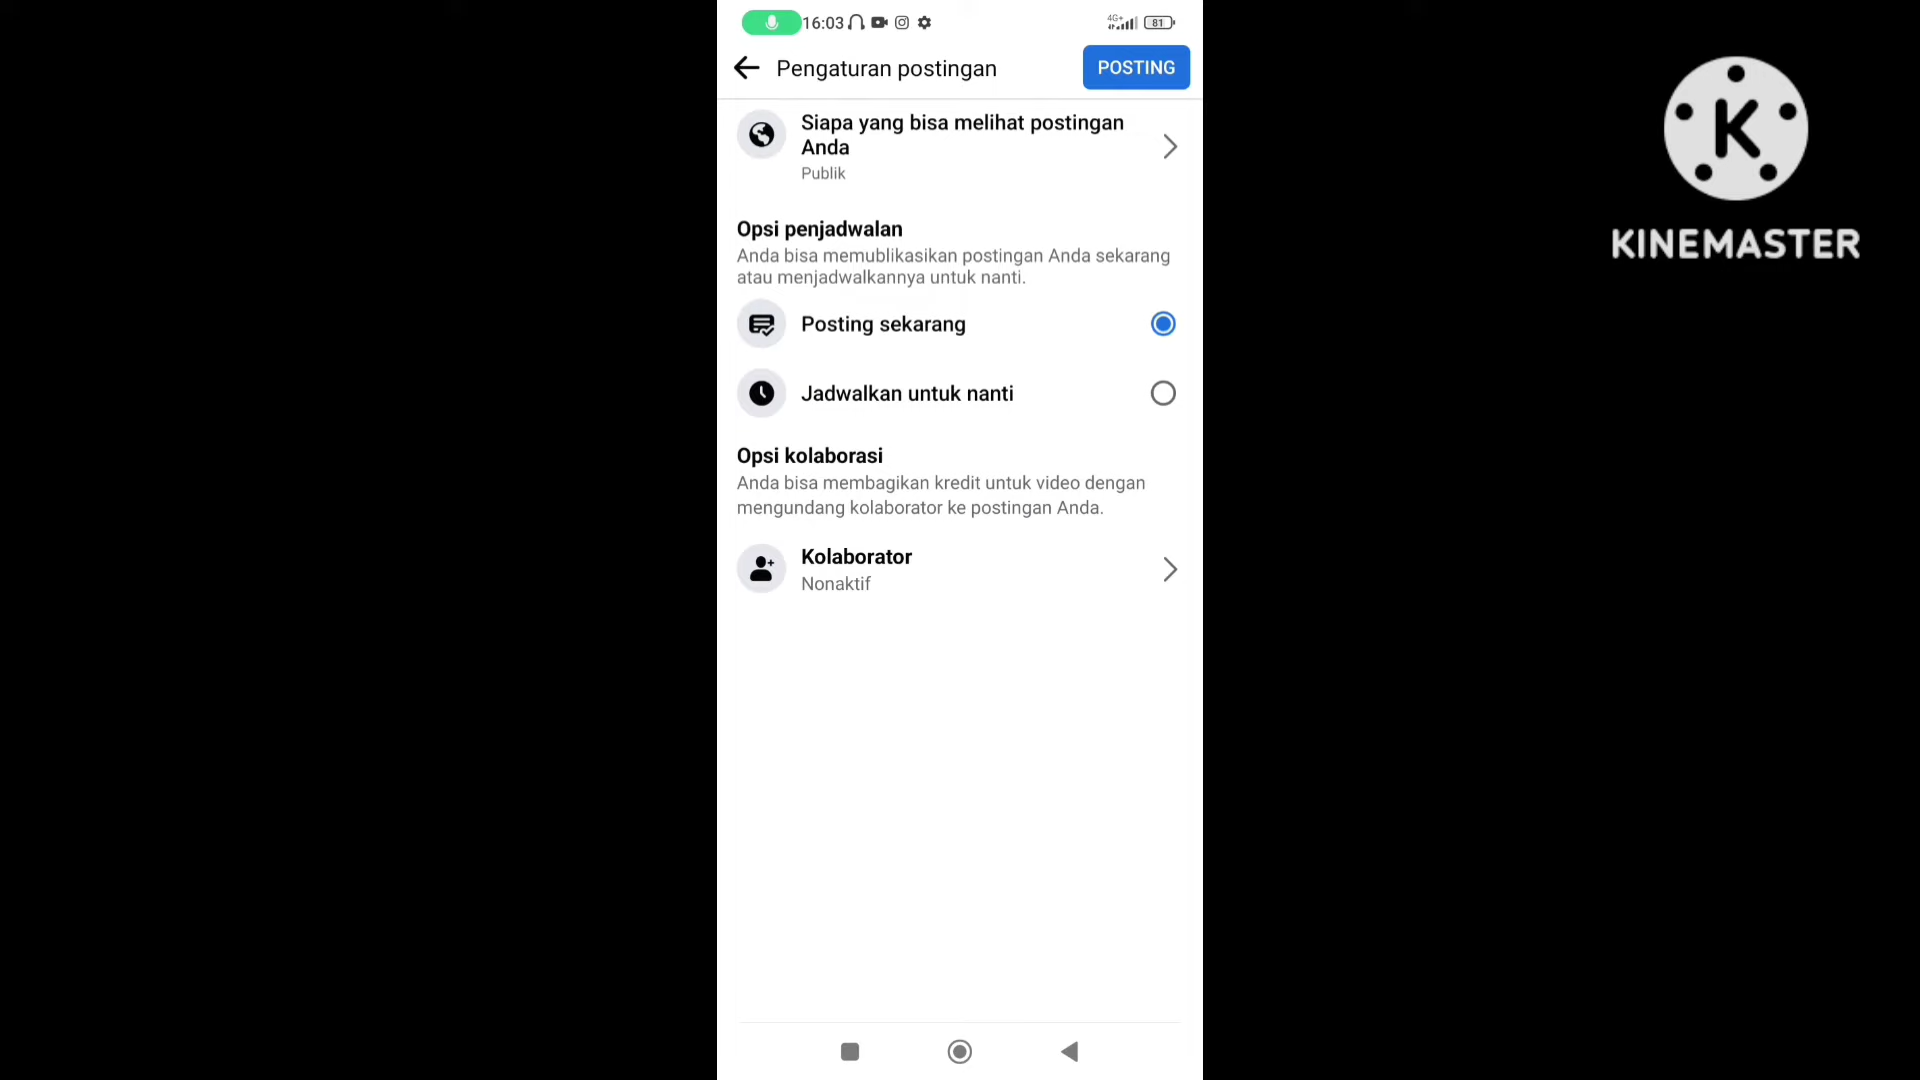 16:03
4G+
81
Pengaturan postingan
POSTING
Siapa yang bisa melihat postingan
Anda
Publik
Opsi penjadwalan
Anda bisa memublikasikan postingan Anda sekarang
atau menjadwalkannya untuk nanti.
Posting sekarang
Jadwalkan untuk nanti
Opsi kolaborasi
Anda bisa membagikan kredit untuk video dengan
mengundang kolaborator ke postingan Anda.
Kolaborator
Nonaktif
K
KINEMASTER